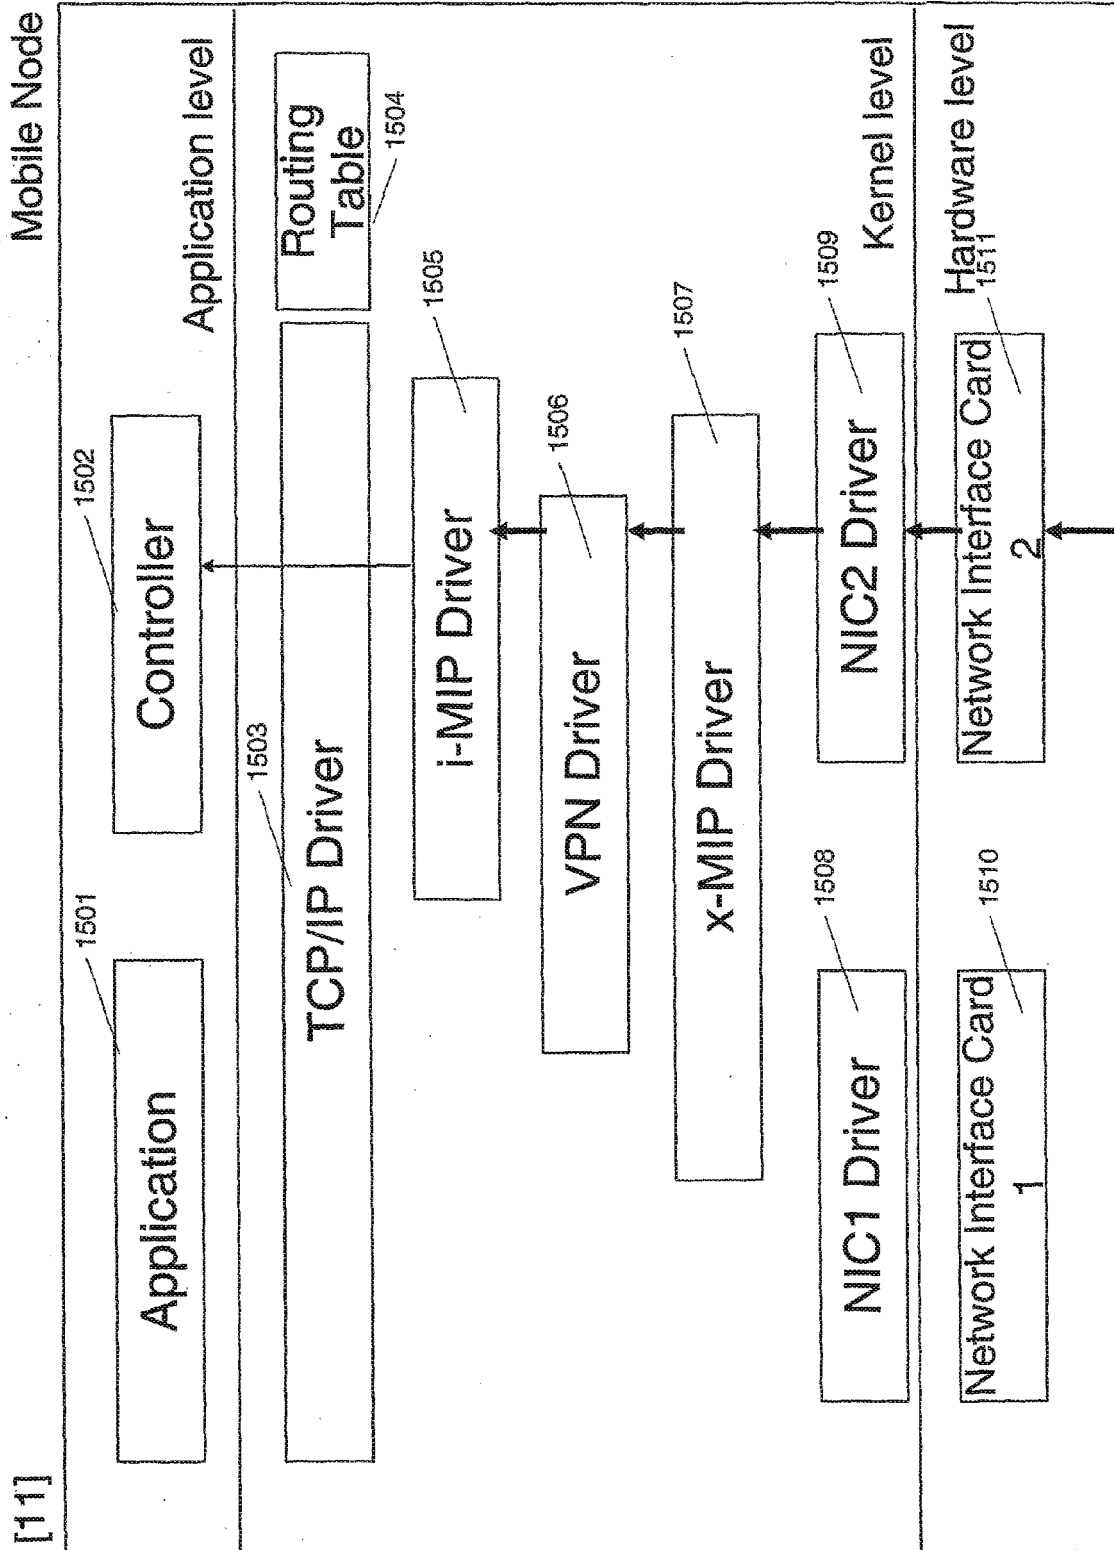 [11]
Mobile Node
Application level
1501
Application
1502
Controller
1503
TCP/IP Driver
Routing
Table
1504
1505
i-MIP Driver
1506
VPN Driver
1507
x-MIP Driver
1508
NIC1 Driver
1509
NIC2 Driver
Kernel level
Hardware level
1510
Network Interface Card
1
1511
Network Interface Card
2